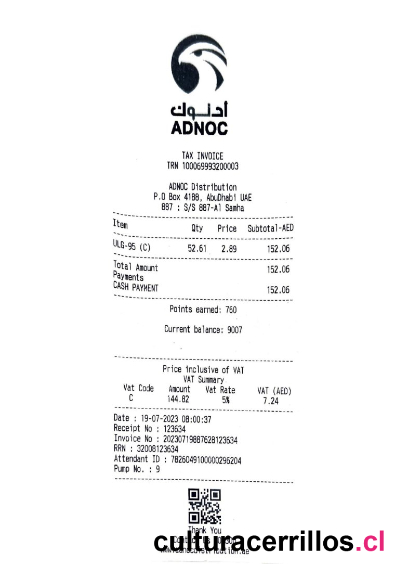 أدنوك
ADNOC
TAX INVOICE
TRN 100069993200003
ADNOC Distribution
P.O Box 4188, AbuDhabi UAE
887 : S/S 887-Al Samha
Item Qty Price Subtotal-AED
ULG-95 (C) 52.61 2.89 152.06
Total Amount 152.06
Payments
CASH PAYMENT 152.06
Points earned: 760
Current balance: 9007
Price inclusive of VAT
VAT Summary
Vat Code Amount Vat Rate VAT (AED)
C 144.82 5% 7.24
Date : 19-07-2023 08:00:37
Receipt No : 123634
Invoice No : 20230719887628123634
RRN : 32008123634
Attendant ID : 7826049100000296204
Pump No. : 9
Thank You
culturacerrillos.cl